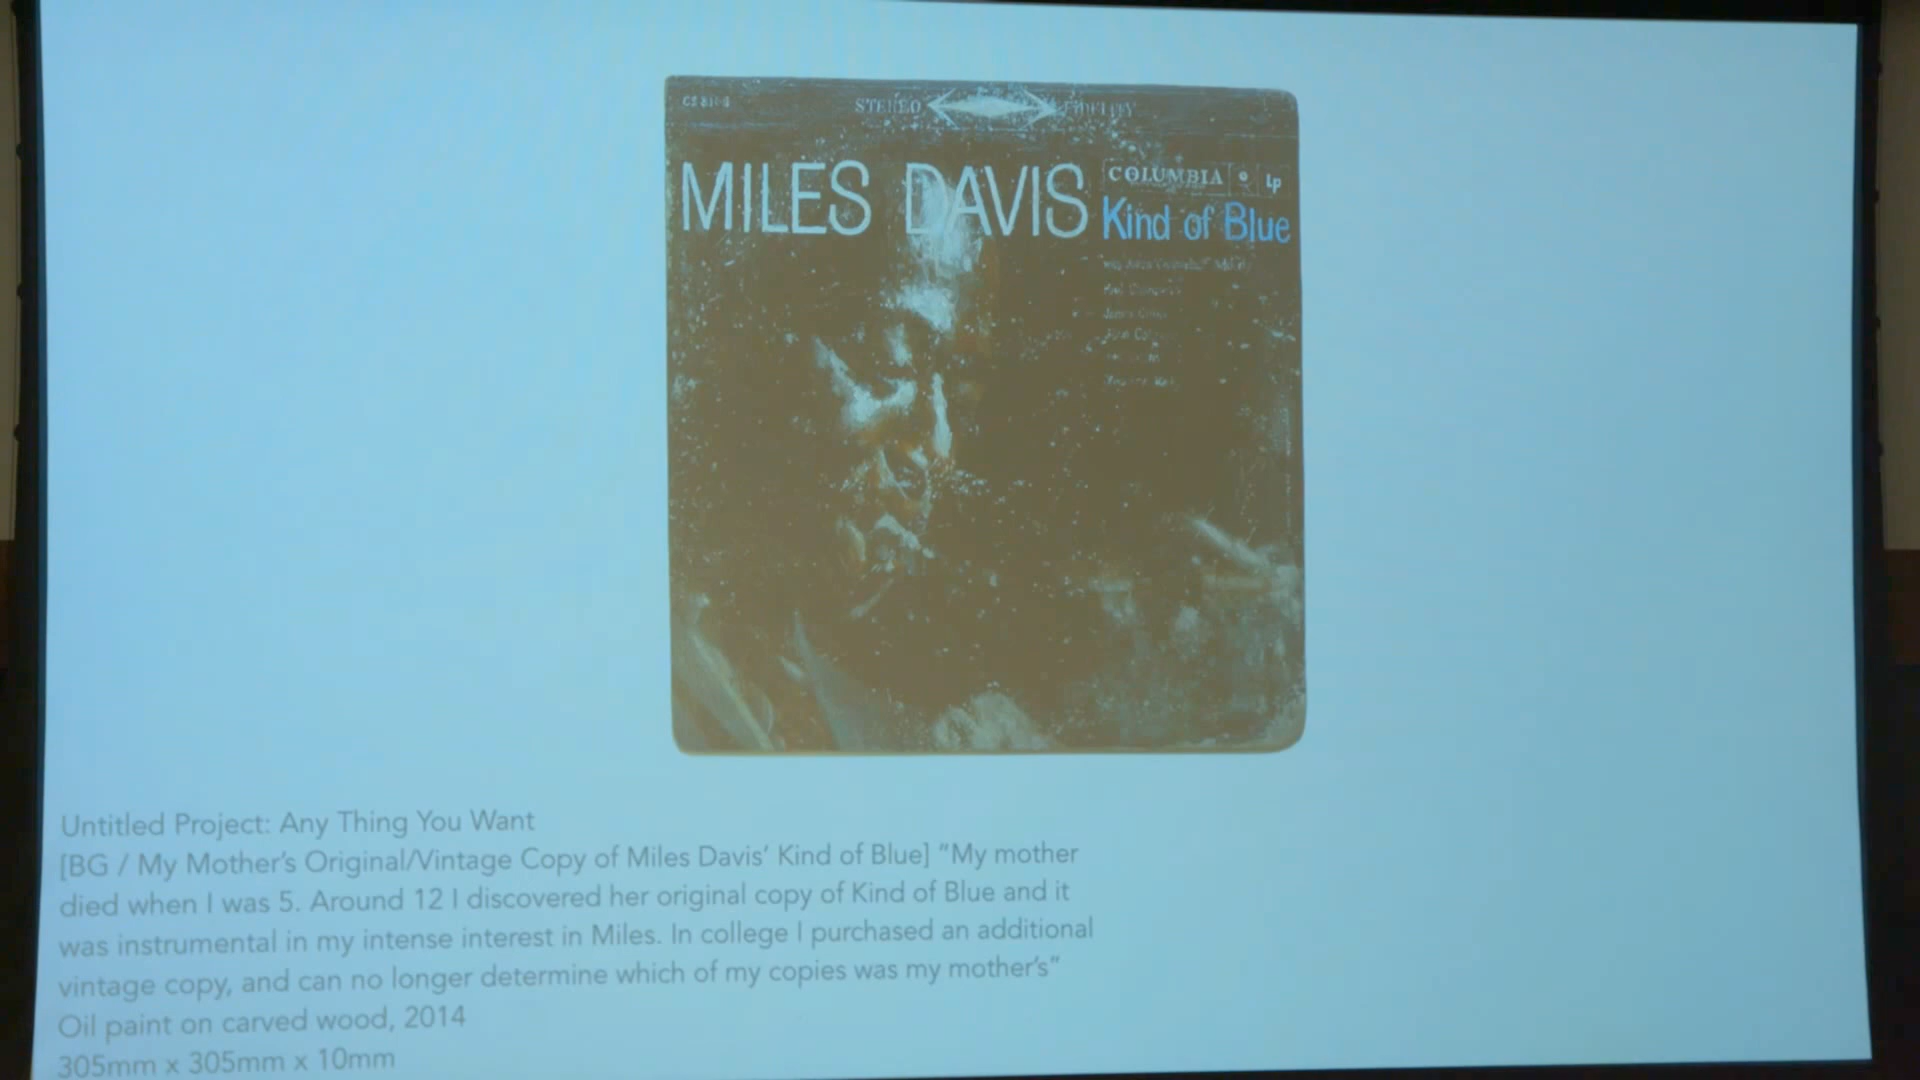 STEREO FIDELITY
MILES DAVIS
COLUMBIA Lp
Kind of Blue
Untitled Project: Any Thing You Want
[BG / My Mother's Original/Vintage Copy of Miles Davis' Kind of Blue] “My mother
died when I was 5. Around 12 I discovered her original copy of Kind of Blue and it
was instrumental in my intense interest in Miles. In college I purchased an additional
vintage copy, and can no longer determine which of my copies was my mother's”
Oil paint on carved wood, 2014
305mm x 305mm x 10mm